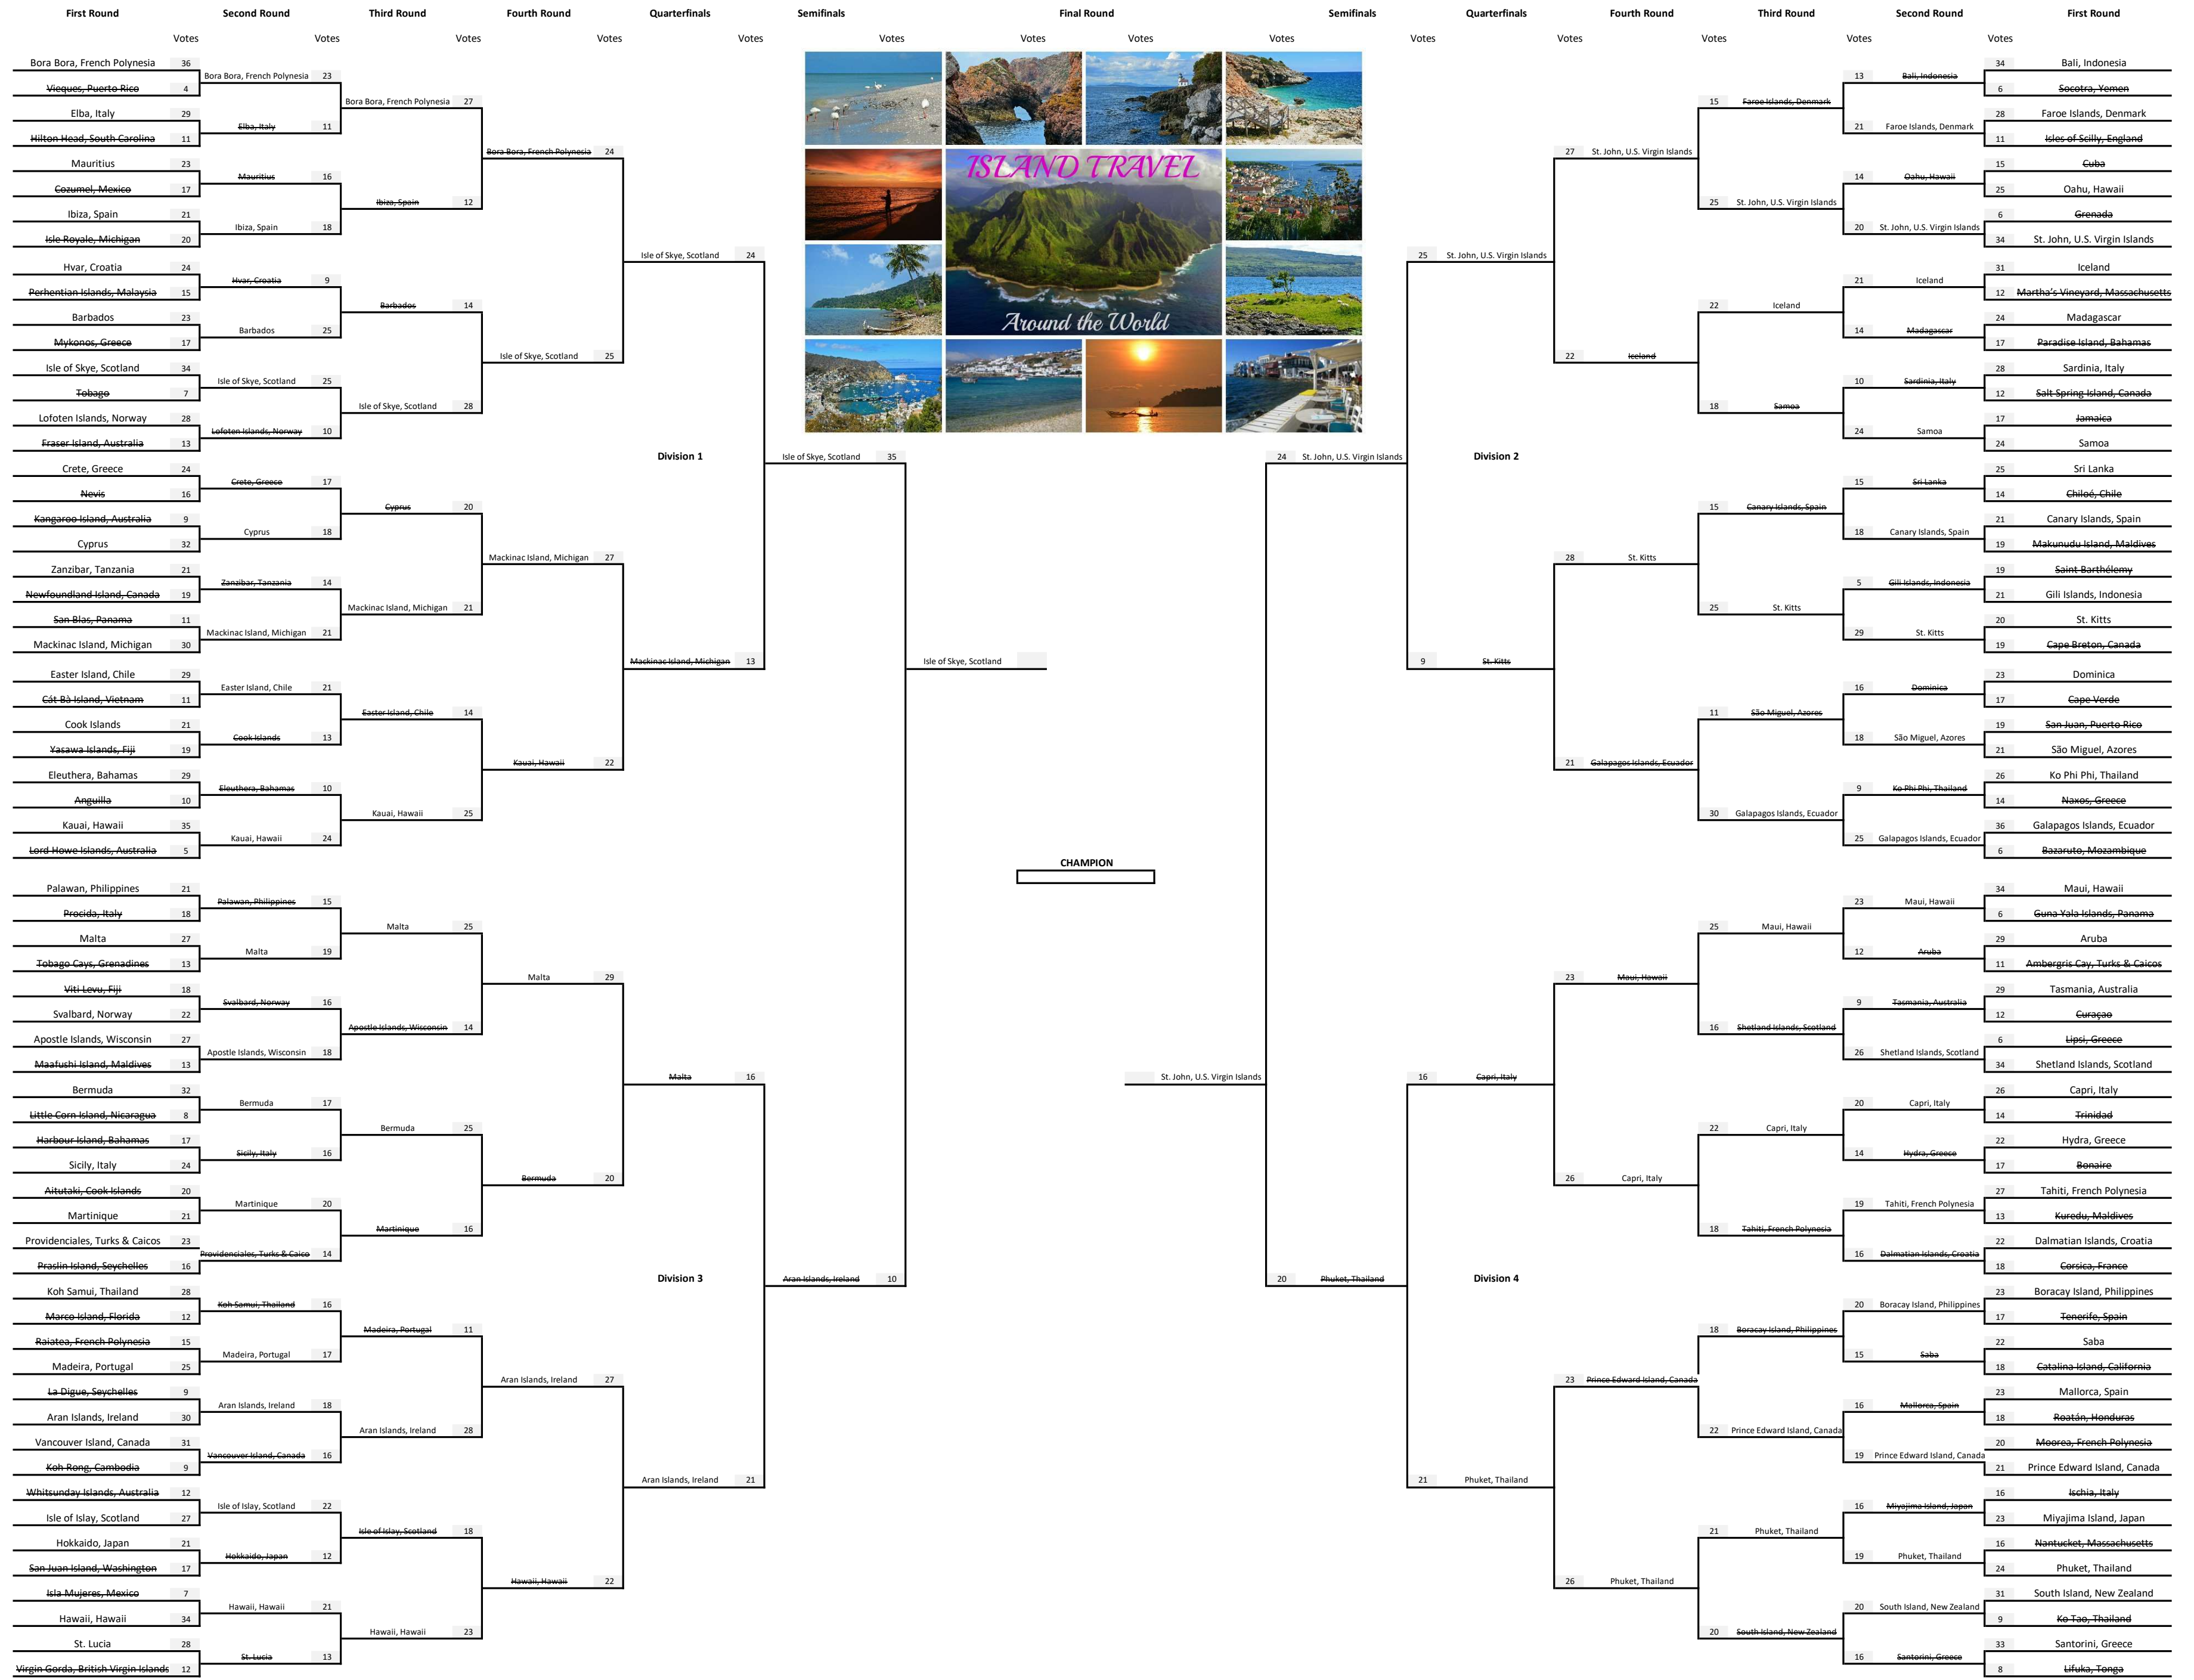 First Round Second Round Third Round Fourth Round Quarterfinals Semifinals Final Round Semifinals Quarterfinals Fourth Round Third Round Second Round First Round
Votes Votes Votes Votes Votes Votes Votes Votes Votes Votes Votes Votes Votes Votes
Bora Bora, French Polynesia 36
Vieques, Puerto Rico 4
Elba, Italy 29
Hilton Head, South Carolina 11
Mauritius 23
Cozumel, Mexico 17
Ibiza, Spain 21
Isle Royale, Michigan 20
Hvar, Croatia 24
Perhentian Islands, Malaysia 15
Barbados 23
Mykonos, Greece 17
Isle of Skye, Scotland 34
Tobago 7
Lofoten Islands, Norway 28
Fraser Island, Australia 13
Crete, Greece 24
Nevis 16
Kangaroo Island, Australia 9
Cyprus 32
Zanzibar, Tanzania 21
Newfoundland Island, Canada 19
San Blas, Panama 11
Mackinac Island, Michigan 30
Easter Island, Chile 29
Cát Bà Island, Vietnam 11
Cook Islands 21
Yasawa Islands, Fiji 19
Eleuthera, Bahamas 29
Anguilla 10
Kauai, Hawaii 35
Lord Howe Islands, Australia 5
Palawan, Philippines 21
Procida, Italy 18
Malta 27
Tobago Cays, Grenadines 13
Viti Levu, Fiji 18
Svalbard, Norway 22
Apostle Islands, Wisconsin 27
Maafushi Island, Maldives 13
Bermuda 32
Little Corn Island, Nicaragua 8
Harbour Island, Bahamas 17
Sicily, Italy 24
Aitutaki, Cook Islands 20
Martinique 21
Providenciales, Turks & Caicos 23
Praslin Island, Seychelles 16
Koh Samui, Thailand 28
Marco Island, Florida 12
Raiatea, French Polynesia 15
Madeira, Portugal 25
La Digue, Seychelles 9
Aran Islands, Ireland 30
Vancouver Island, Canada 31
Koh Rong, Cambodia 9
Whitsunday Islands, Australia 12
Isle of Islay, Scotland 27
Hokkaido, Japan 21
San Juan Island, Washington 17
Isla Mujeres, Mexico 7
Hawaii, Hawaii 34
St. Lucia 28
Virgin Gorda, British Virgin Islands 12
Bora Bora, French Polynesia 23
Elba, Italy 11
Mauritius 16
Ibiza, Spain 18
Hvar, Croatia 9
Barbados 25
Isle of Skye, Scotland 25
Lofoten Islands, Norway 10
Crete, Greece 17
Cyprus 18
Zanzibar, Tanzania 14
Mackinac Island, Michigan 21
Easter Island, Chile 21
Cook Islands 13
Eleuthera, Bahamas 10
Kauai, Hawaii 24
Palawan, Philippines 15
Malta 19
Svalbard, Norway 16
Apostle Islands, Wisconsin 18
Bermuda 17
Sicily, Italy 16
Martinique 20
Providenciales, Turks & Caico 14
Koh Samui, Thailand 16
Madeira, Portugal 17
Aran Islands, Ireland 18
Vancouver Island, Canada 16
Isle of Islay, Scotland 22
Hokkaido, Japan 12
Hawaii, Hawaii 21
St. Lucia 13
Bora Bora, French Polynesia 27
Ibiza, Spain 12
Barbados 14
Isle of Skye, Scotland 28
Cyprus 20
Mackinac Island, Michigan 21
Easter Island, Chile 14
Kauai, Hawaii 25
Malta 25
Apostle Islands, Wisconsin 14
Bermuda 25
Martinique 16
Madeira, Portugal 11
Aran Islands, Ireland 28
Isle of Islay, Scotland 18
Hawaii, Hawaii 23
Bora Bora, French Polynesia 24
Isle of Skye, Scotland 25
Mackinac Island, Michigan 27
Kauai, Hawaii 22
Malta 29
Bermuda 20
Aran Islands, Ireland 27
Hawaii, Hawaii 22
Isle of Skye, Scotland 24
Division 1
Mackinac Island, Michigan 13
Malta 16
Division 3
Aran Islands, Ireland 21
Isle of Skye, Scotland 35
Aran Islands, Ireland 10
Isle of Skye, Scotland
ISLAND TRAVEL
Around the World
CHAMPION
St. John, U.S. Virgin Islands
24 St. John, U.S. Virgin Islands
20 Phuket, Thailand
25 St. John, U.S. Virgin Islands
Division 2
9 St. Kitts
16 Capri, Italy
Division 4
21 Phuket, Thailand
27 St. John, U.S. Virgin Islands
22 Iceland
28 St. Kitts
21 Galapagos Islands, Ecuador
23 Maui, Hawaii
26 Capri, Italy
23 Prince Edward Island, Canada
26 Phuket, Thailand
15 Faroe Islands, Denmark
25 St. John, U.S. Virgin Islands
22 Iceland
18 Samoa
15 Canary Islands, Spain
25 St. Kitts
11 São Miguel, Azores
30 Galapagos Islands, Ecuador
25 Maui, Hawaii
16 Shetland Islands, Scotland
22 Capri, Italy
18 Tahiti, French Polynesia
18 Boracay Island, Philippines
22 Prince Edward Island, Canada
21 Phuket, Thailand
20 South Island, New Zealand
13 Bali, Indonesia
21 Faroe Islands, Denmark
14 Oahu, Hawaii
20 St. John, U.S. Virgin Islands
21 Iceland
14 Madagascar
10 Sardinia, Italy
24 Samoa
15 Sri Lanka
18 Canary Islands, Spain
5 Gili Islands, Indonesia
29 St. Kitts
16 Dominica
18 São Miguel, Azores
9 Ko Phi Phi, Thailand
25 Galapagos Islands, Ecuador
23 Maui, Hawaii
12 Aruba
9 Tasmania, Australia
26 Shetland Islands, Scotland
20 Capri, Italy
14 Hydra, Greece
19 Tahiti, French Polynesia
16 Dalmatian Islands, Croatia
20 Boracay Island, Philippines
15 Saba
16 Mallorca, Spain
19 Prince Edward Island, Canada
16 Miyajima Island, Japan
19 Phuket, Thailand
20 South Island, New Zealand
16 Santorini, Greece
34 Bali, Indonesia
6 Socotra, Yemen
28 Faroe Islands, Denmark
11 Isles of Scilly, England
15 Cuba
25 Oahu, Hawaii
6 Grenada
34 St. John, U.S. Virgin Islands
31 Iceland
12 Martha's Vineyard, Massachusetts
24 Madagascar
17 Paradise Island, Bahamas
28 Sardinia, Italy
12 Salt Spring Island, Canada
17 Jamaica
24 Samoa
25 Sri Lanka
14 Chiloé, Chile
21 Canary Islands, Spain
19 Makunudu Island, Maldives
19 Saint Barthélemy
21 Gili Islands, Indonesia
20 St. Kitts
19 Cape Breton, Canada
23 Dominica
17 Cape Verde
19 San Juan, Puerto Rico
21 São Miguel, Azores
26 Ko Phi Phi, Thailand
14 Naxos, Greece
36 Galapagos Islands, Ecuador
6 Bazaruto, Mozambique
34 Maui, Hawaii
6 Guna Yala Islands, Panama
29 Aruba
11 Ambergris Cay, Turks & Caicos
29 Tasmania, Australia
12 Curaçao
6 Lipsi, Greece
34 Shetland Islands, Scotland
26 Capri, Italy
14 Trinidad
22 Hydra, Greece
17 Bonaire
27 Tahiti, French Polynesia
13 Kuredu, Maldives
22 Dalmatian Islands, Croatia
18 Corsica, France
23 Boracay Island, Philippines
17 Tenerife, Spain
22 Saba
18 Catalina Island, California
23 Mallorca, Spain
18 Roatán, Honduras
20 Moorea, French Polynesia
21 Prince Edward Island, Canada
16 Ischia, Italy
23 Miyajima Island, Japan
16 Nantucket, Massachusetts
24 Phuket, Thailand
31 South Island, New Zealand
9 Ko Tao, Thailand
33 Santorini, Greece
8 Lifuka, Tonga